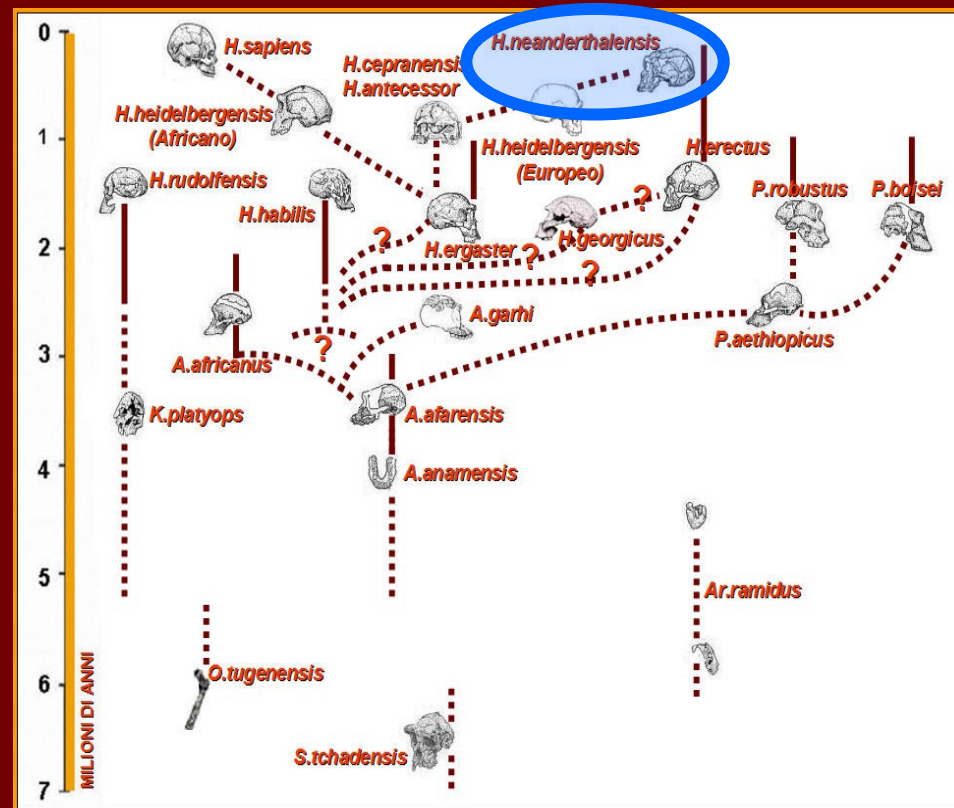 0
H.sapiens
H.neanderthalensis
H.cepranensis
H.antecessor
H.heidelbergensis
(Africano)
1
H.heidelbergensis
(Europeo)
H.erectus
H.rudolfensis
H.habilis
P.robustus
P.boisei
?
2
?
H.ergaster
?
H.georgicus
?
A.garhi
P.aethiopicus
3
?
A.africanus
K.platyops
A.afarensis
4
A.anamensis
5
Ar.ramidus
O.tugenensis
6
S.tchadensis
7
MILIONI DI ANNI